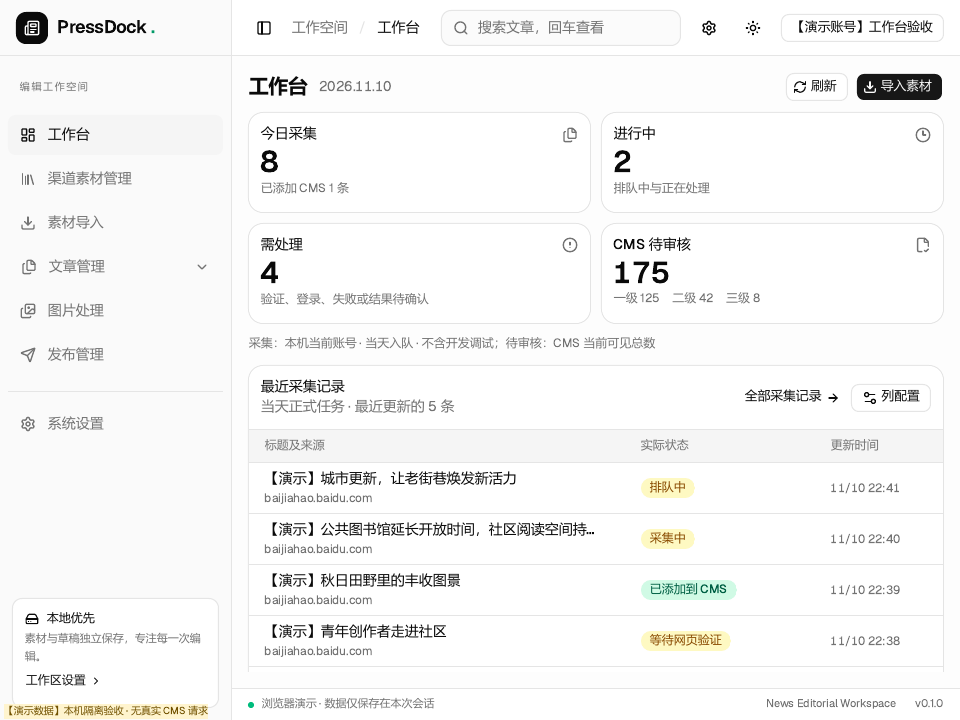 PressDock.
编辑工作空间
工作台
渠道素材管理
素材导入
文章管理
图片处理
发布管理
系统设置
本地优先
素材与草稿独立保存，专注每一次编
辑。
工作区设置
【演示数据】本机隔离验收 · 无真实 CMS 请求
工作空间 / 工作台
搜索文章，回车查看
【演示账号】工作台验收
工作台 2026.11.10
刷新
导入素材
今日采集
8
已添加 CMS 1 条
进行中
2
排队中与正在处理
需处理
4
验证、登录、失败或结果待确认
CMS 待审核
175
一级 125 二级 42 三级 8
采集：本机当前账号 · 当天入队 · 不含开发调试；待审核：CMS 当前可见总数
最近采集记录
当天正式任务 · 最近更新的 5 条
全部采集记录
列配置
标题及来源 实际状态 更新时间
【演示】城市更新，让老街巷焕发新活力
baijiahao.baidu.com
排队中
11/10 22:41
【演示】公共图书馆延长开放时间，社区阅读空间持...
baijiahao.baidu.com
采集中
11/10 22:40
【演示】秋日田野里的丰收图景
baijiahao.baidu.com
已添加到 CMS
11/10 22:39
【演示】青年创作者走进社区
baijiahao.baidu.com
等待网页验证
11/10 22:38
浏览器演示 · 数据仅保存在本次会话
News Editorial Workspace v0.1.0